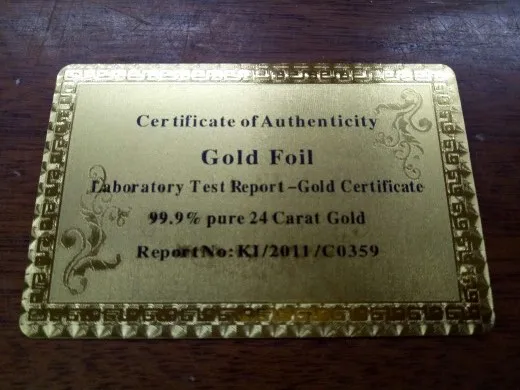 Certificate of Authenticity
Gold Foil
Laboratory Test Report-Gold Certificate
99.9% pure 24 Carat Gold
Report No: KI/2011/C0359